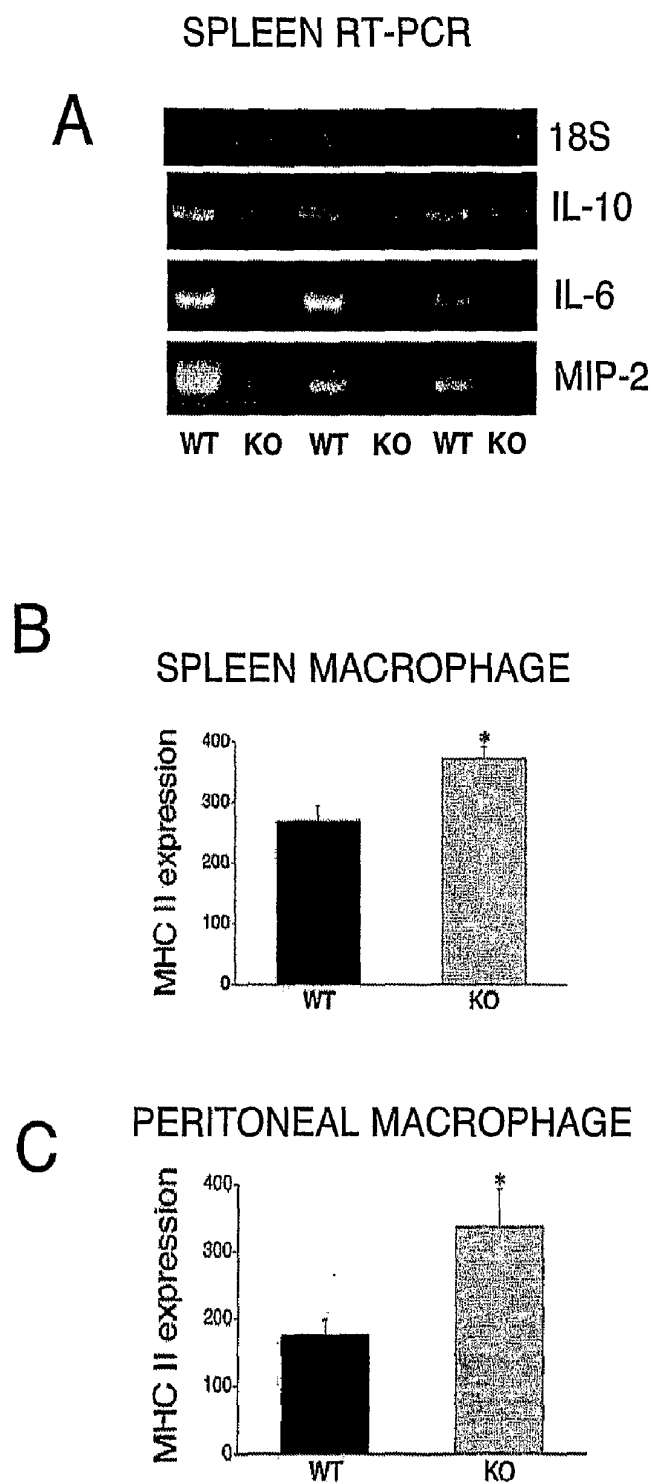 SPLEEN RT-PCR
A
18S
IL-10
IL-6
MIP-2
WT KO WT KO WT KO
B
SPLEEN MACROPHAGE
MHC II expression
400
300
200
100
0
*
WT KO
C
PERITONEAL MACROPHAGE
MHC II expression
400
300
200
100
0
*
WT KO